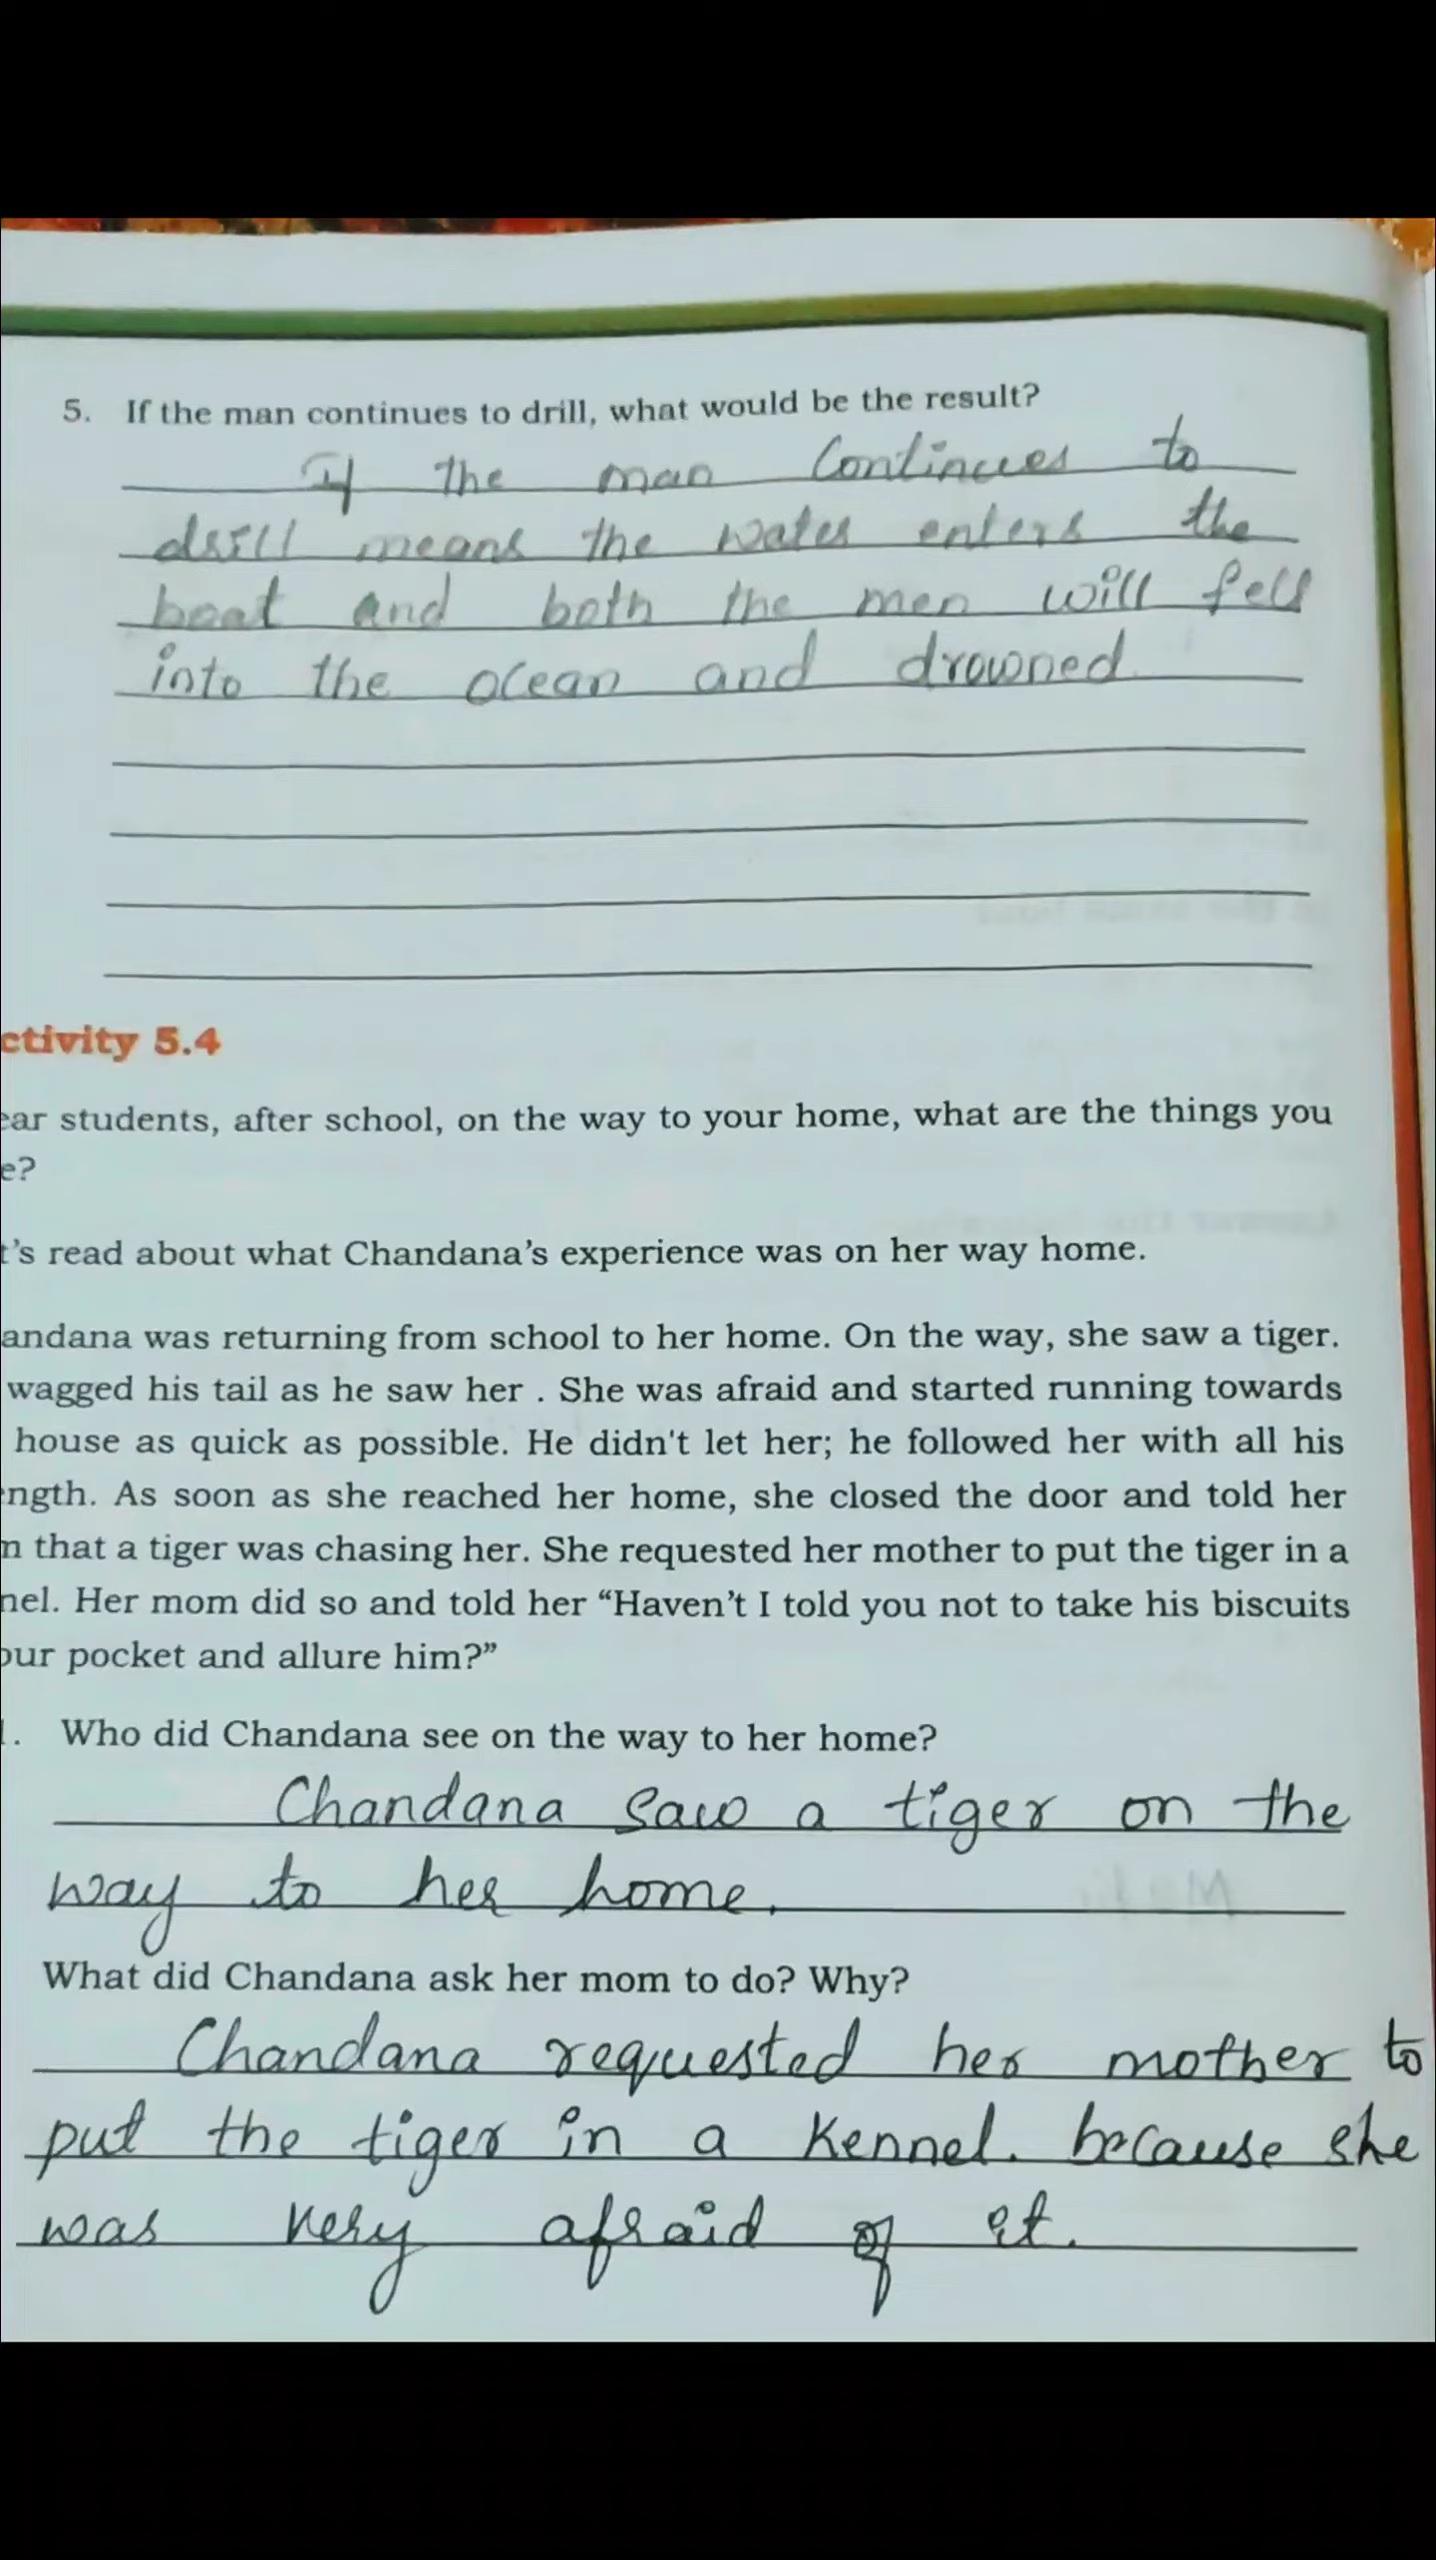 5. If the man continues to drill, what would be the result?
If the man continues to
drill means the water enters the
boat and both the men will fell
into the ocean and drowned
ctivity 5.4
ear students, after school, on the way to your home, what are the things you
e?
t's read about what Chandana's experience was on her way home.
andana was returning from school to her home. On the way, she saw a tiger.
wagged his tail as he saw her . She was afraid and started running towards
house as quick as possible. He didn't let her; he followed her with all his
ngth. As soon as she reached her home, she closed the door and told her
m that a tiger was chasing her. She requested her mother to put the tiger in a
nel. Her mom did so and told her “Haven't I told you not to take his biscuits
our pocket and allure him?”
1. Who did Chandana see on the way to her home?
Chandana saw a tiger on the
way to her home.
What did Chandana ask her mom to do? Why?
Chandana requested her mother to
put the tiger in a kennel. because she
was very afraid of it.